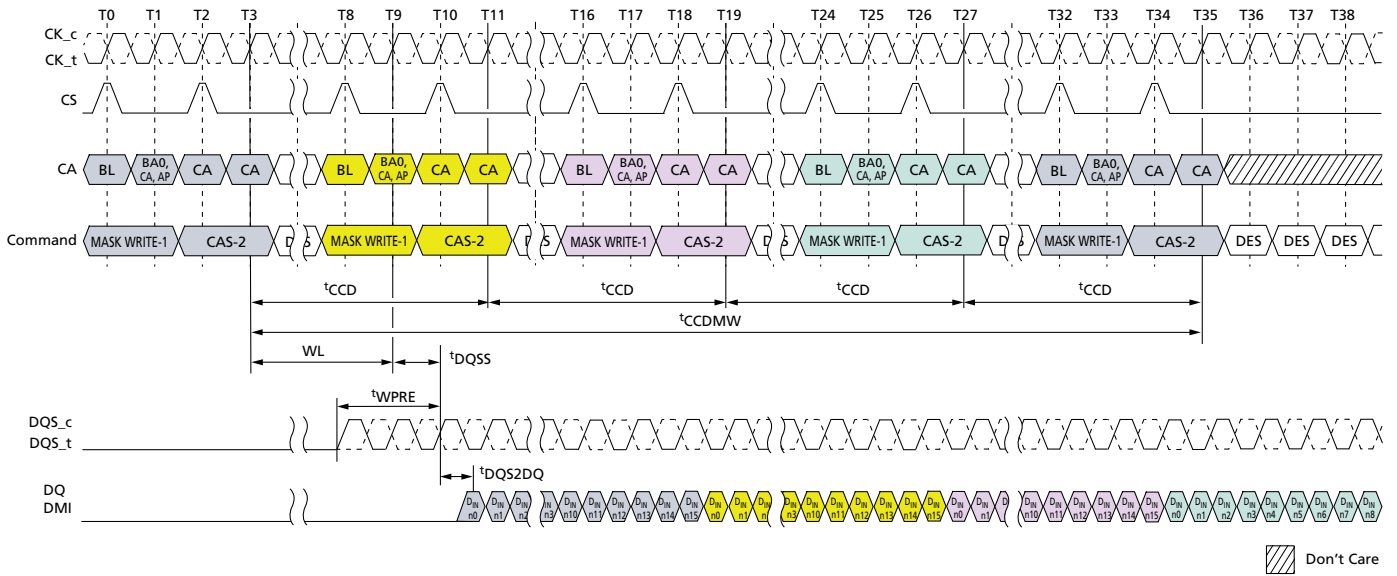 T0 T1 T2 T3 T8 T9 T10 T11 T16 T17 T18 T19 T24 T25 T26 T27 T32 T33 T34 T35 T36 T37 T38
CK_c
CK_t
CS
CA BL BA0, CA, AP CA CA BL BA0, CA, AP CA CA BL BA0, CA, AP CA CA BL BA0, CA, AP CA CA BL BA0, CA, AP CA CA
Command MASK WRITE-1 CAS-2 MASK WRITE-1 CAS-2 MASK WRITE-1 CAS-2 MASK WRITE-1 CAS-2 MASK WRITE-1 CAS-2 DES DES DES
tCCD tCCD tCCD tCCD
tCCDMW
WL tDQSS
tWPRE
DQS_c
DQS_t
tDQS2DQ
DQ
DMI
DIN n0 DIN n1 DIN n2 DIN n3 DIN n10 DIN n11 DIN n12 DIN n13 DIN n14 DIN n15 DIN n0 DIN n1 DIN n DIN n3 DIN n10 DIN n11 DIN n12 DIN n13 DIN n14 DIN n15 DIN n0 DIN n1 DIN n10 DIN n11 DIN n12 DIN n13 DIN n14 DIN n15 DIN n0 DIN n1 DIN n2 DIN n3 DIN n4 DIN n5 DIN n6 DIN n7 DIN n8
Don't Care